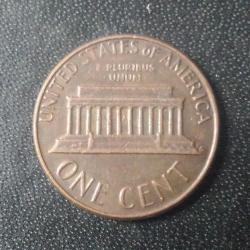 UNITED STATES OF AMERICA
E PLURIBUS
UNUM
ONE CENT